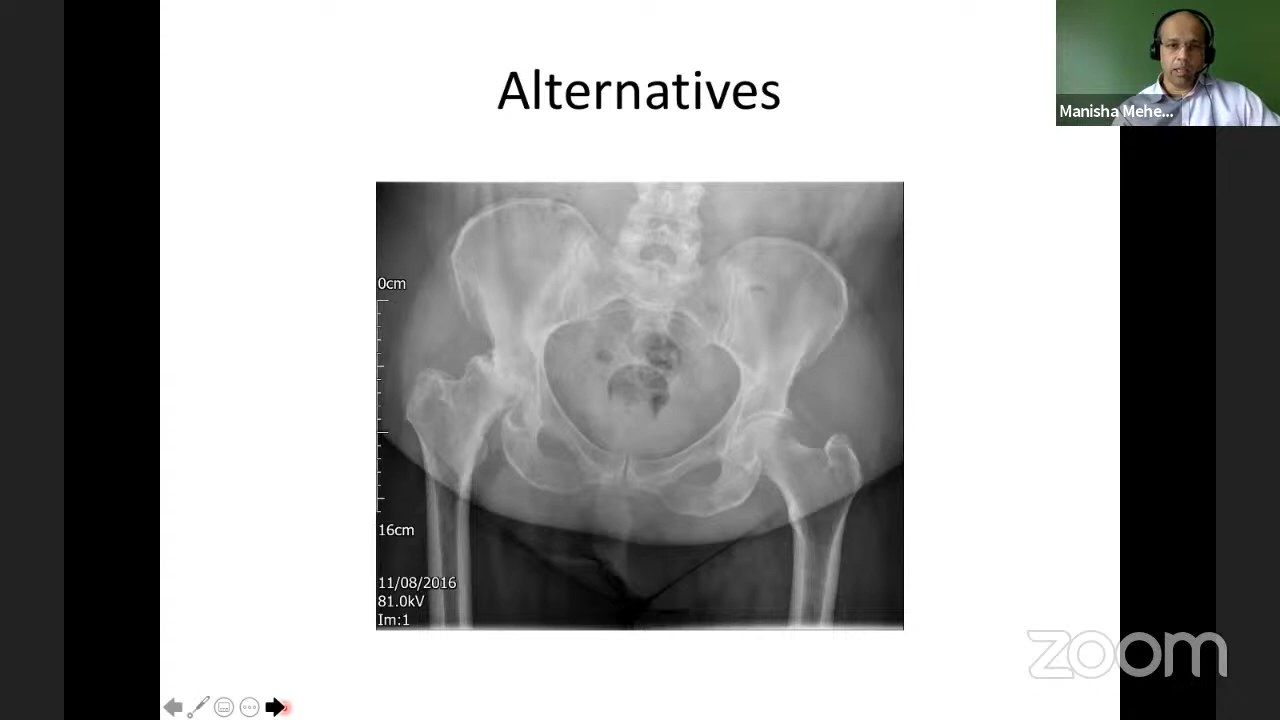 Alternatives
Manisha Mehe...
0cm
16cm
11/08/2016
81.0kV
Im:1
zoom